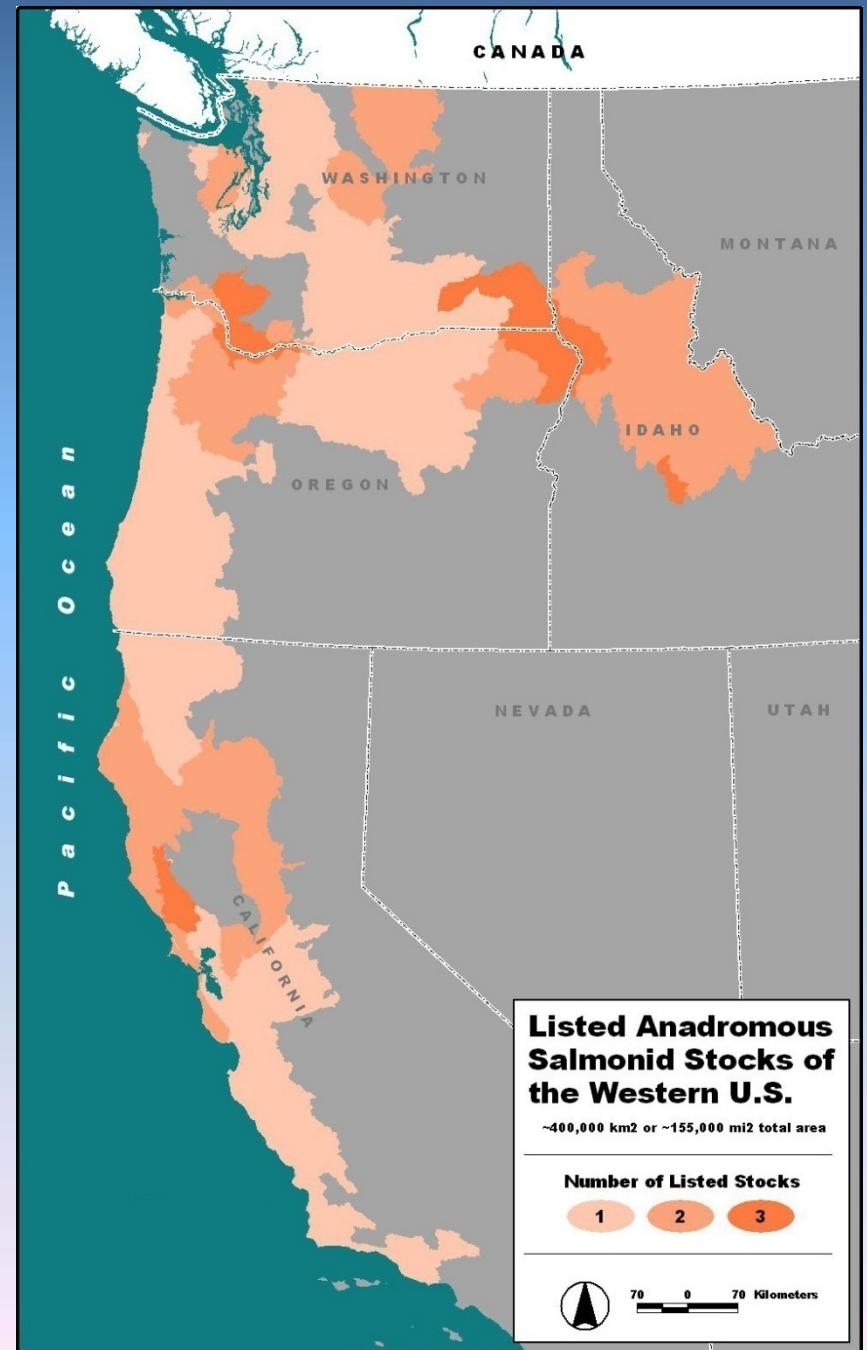 CANADA
WASHINGTON
MONTANA
IDAHO
OREGON
Pacific Ocean
NEVADA
UTAH
CALIFORNIA
Listed Anadromous
Salmonid Stocks of
the Western U.S.
~400,000 km2 or ~155,000 mi2 total area
Number of Listed Stocks
1 2 3
70 0 70 Kilometers